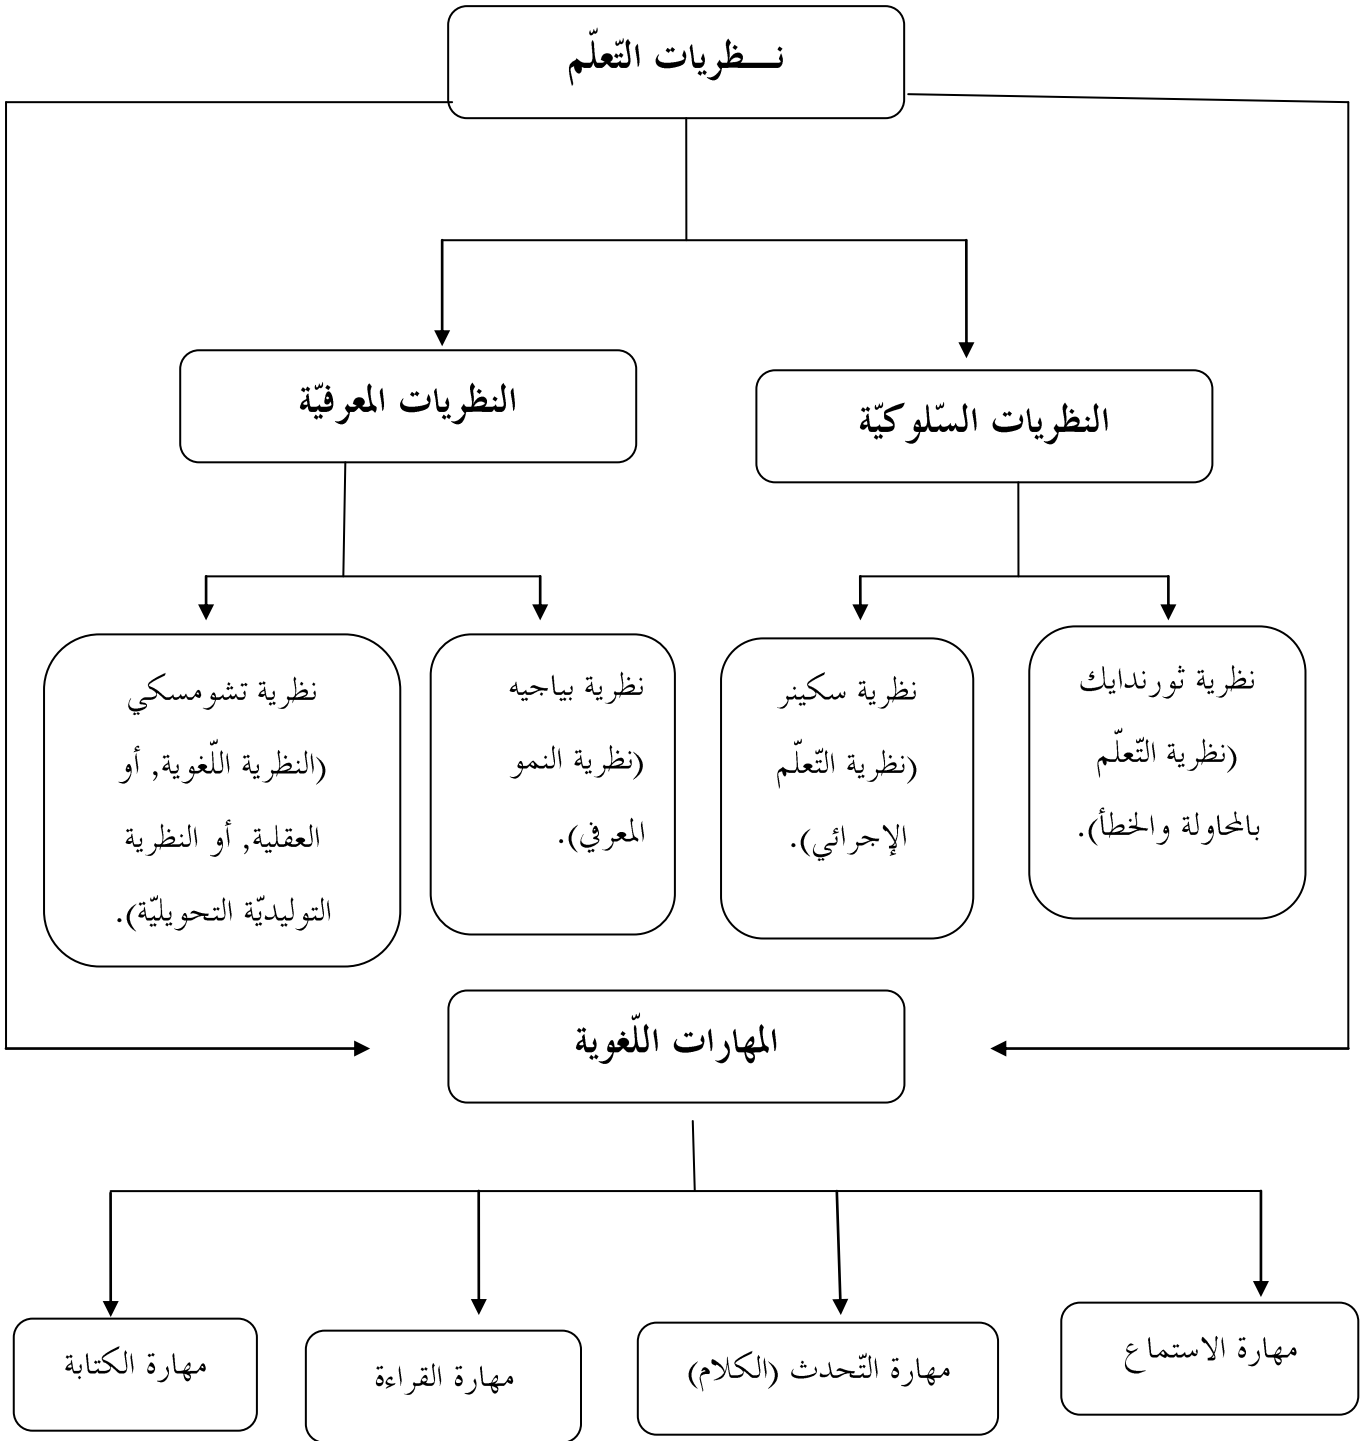 نـــظريات التّعلّم
النظريات السّلوكيّة
النظريات المعرفيّة
نظرية ثورندايك
(نظرية التّعلّم
بالمحاولة والخطأ).
نظرية سكينر
(نظرية التّعلّم
الإجرائي).
نظرية بياجيه
(نظرية النمو
المعرفي).
نظرية تشومسكي
(النظرية اللّغوية, أو
العقلية, أو النظرية
التوليديّة التحويليّة).
المهارات اللّغوية
مهارة الاستماع
مهارة التّحدث (الكلام)
مهارة القراءة
مهارة الكتابة